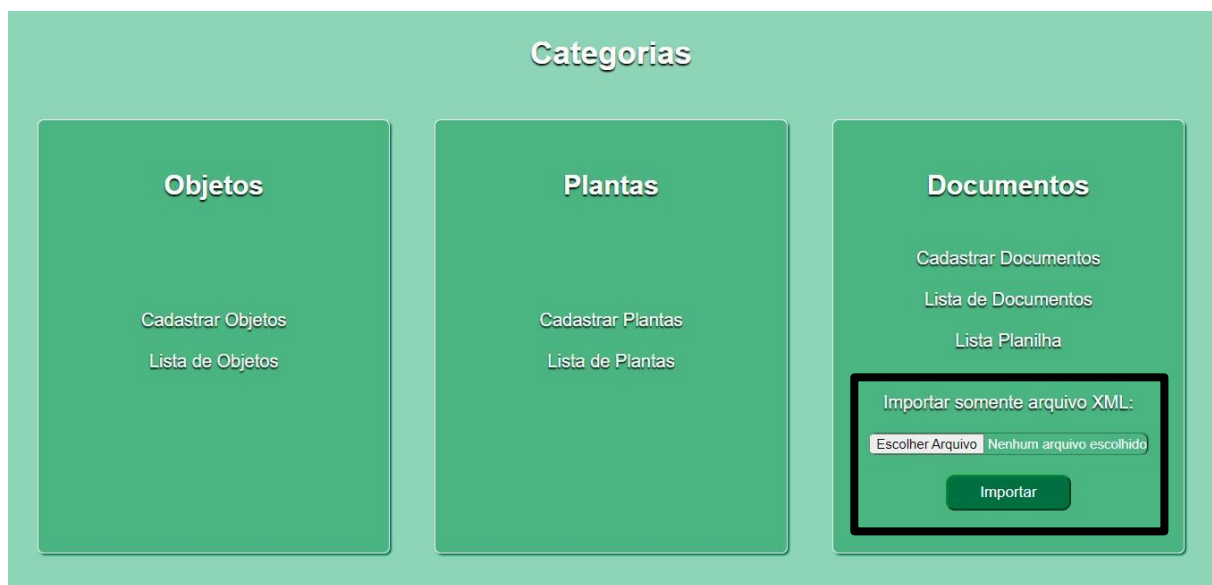 Categorias
Objetos
Cadastrar Objetos
Lista de Objetos
Plantas
Cadastrar Plantas
Lista de Plantas
Documentos
Cadastrar Documentos
Lista de Documentos
Lista Planilha
Importar somente arquivo XML:
Escolher Arquivo Nenhum arquivo escolhido
Importar